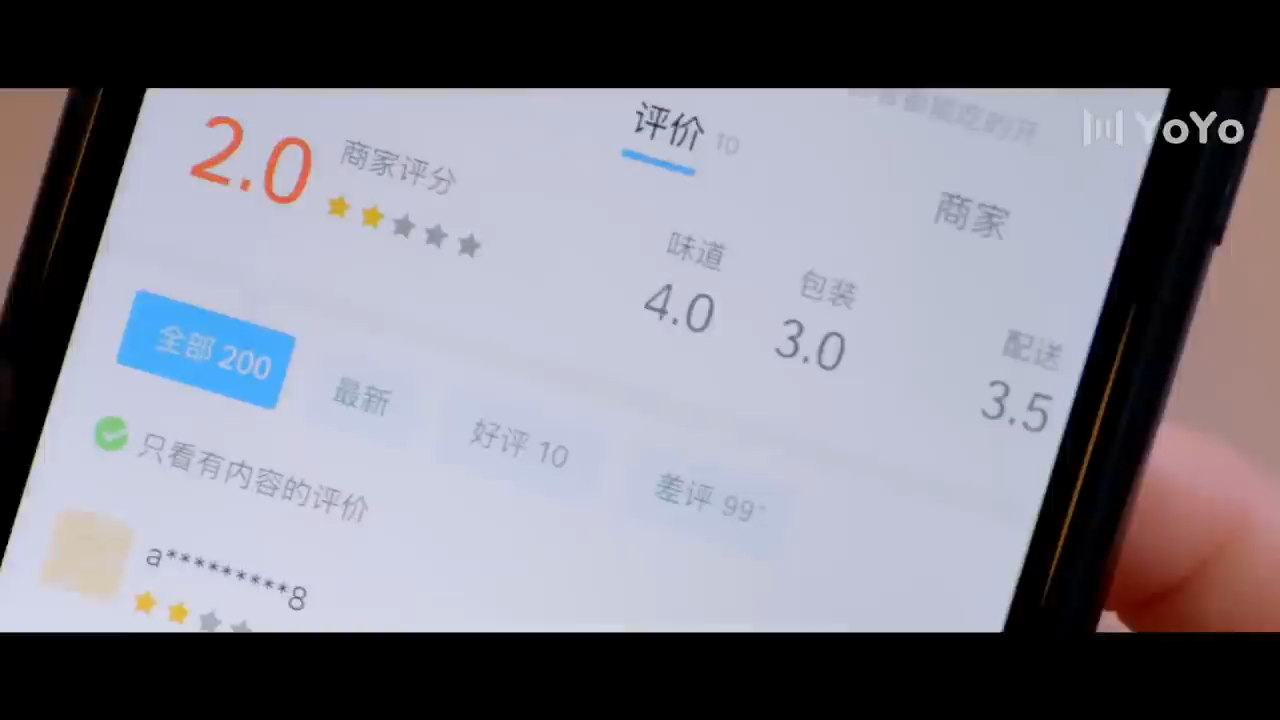 YoYo
评价 10
商家
2.0
商家评分
味道
4.0
包装
3.0
配送
3.5
全部 200
最新
好评 10
差评 99+
只看有内容的评价
a*********8